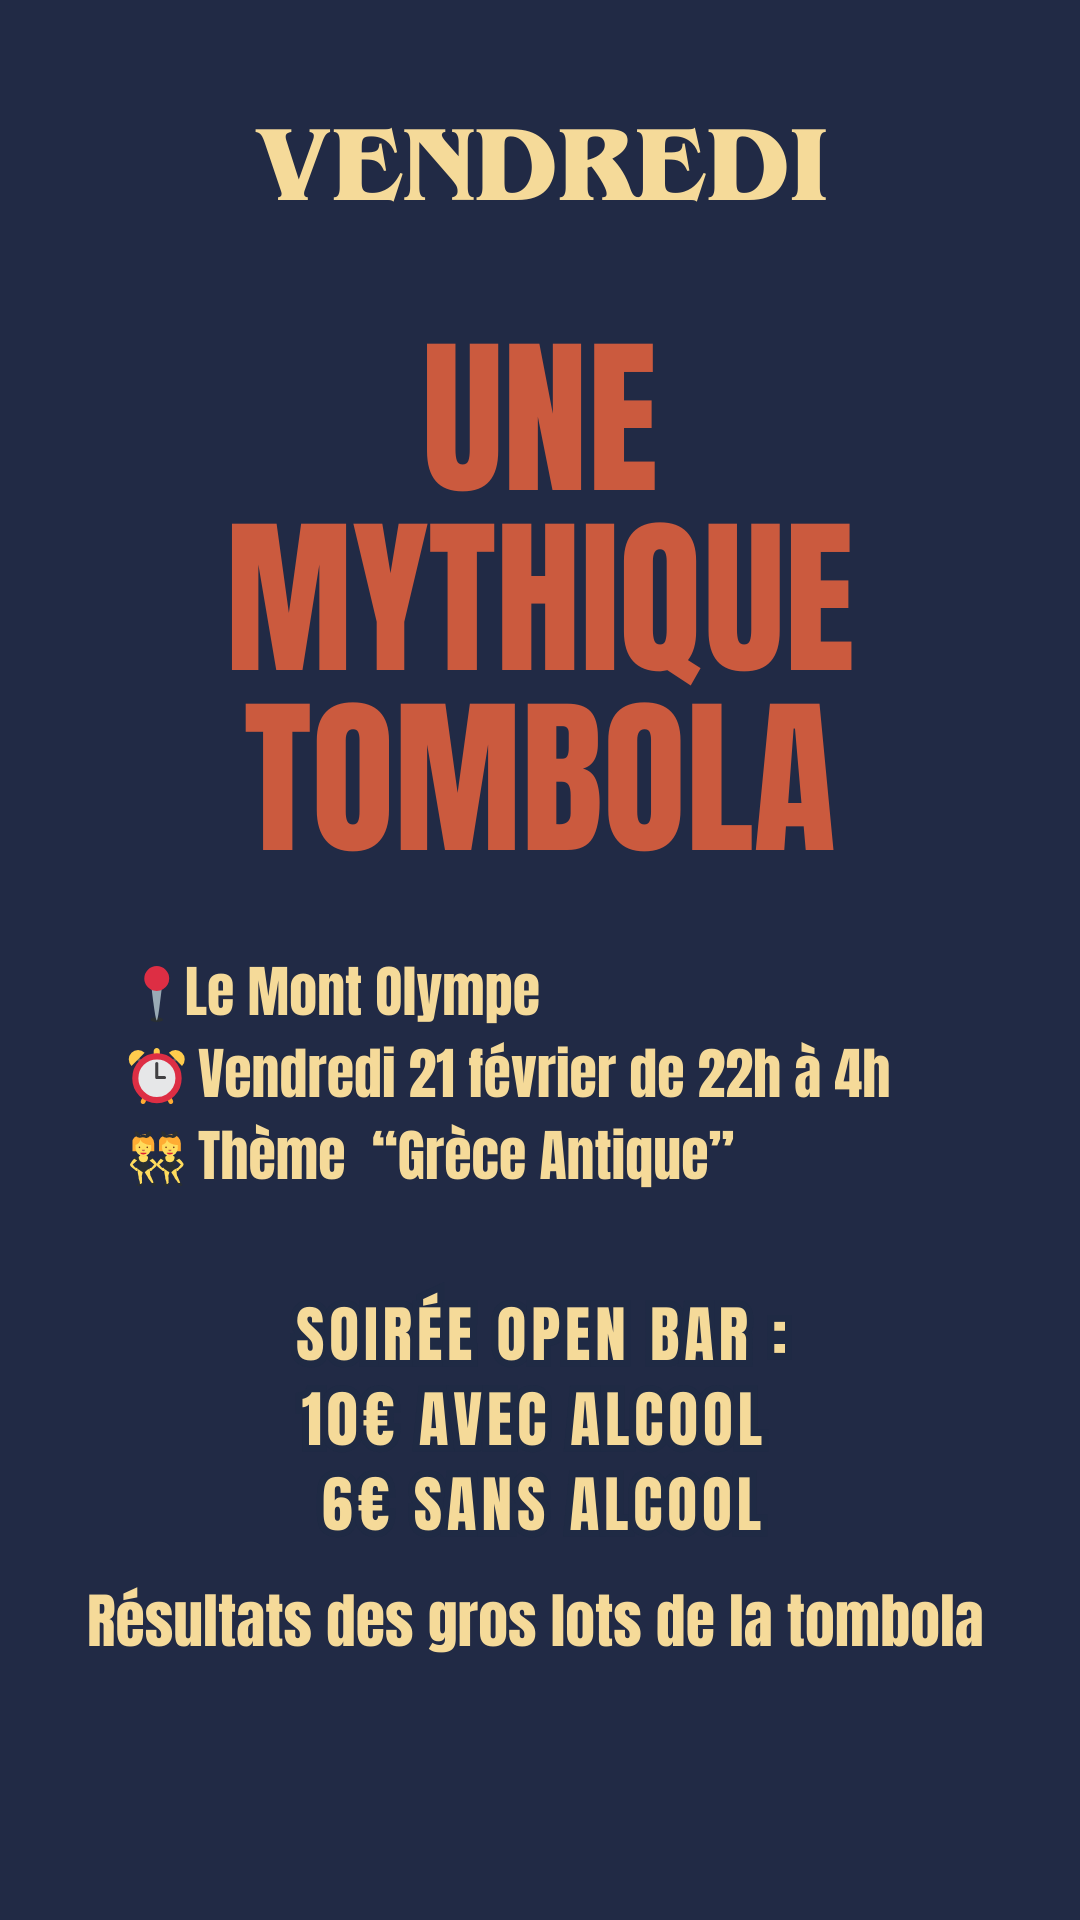 VENDREDI
UNE
MYTHIQUE
TOMBOLA
📍Le Mont Olympe
⏰ Vendredi 21 février de 22h à 4h
👯 Thème “Grèce Antique”
SOIRÉE OPEN BAR :
10€ AVEC ALCOOL
6€ SANS ALCOOL
Résultats des gros lots de la tombola